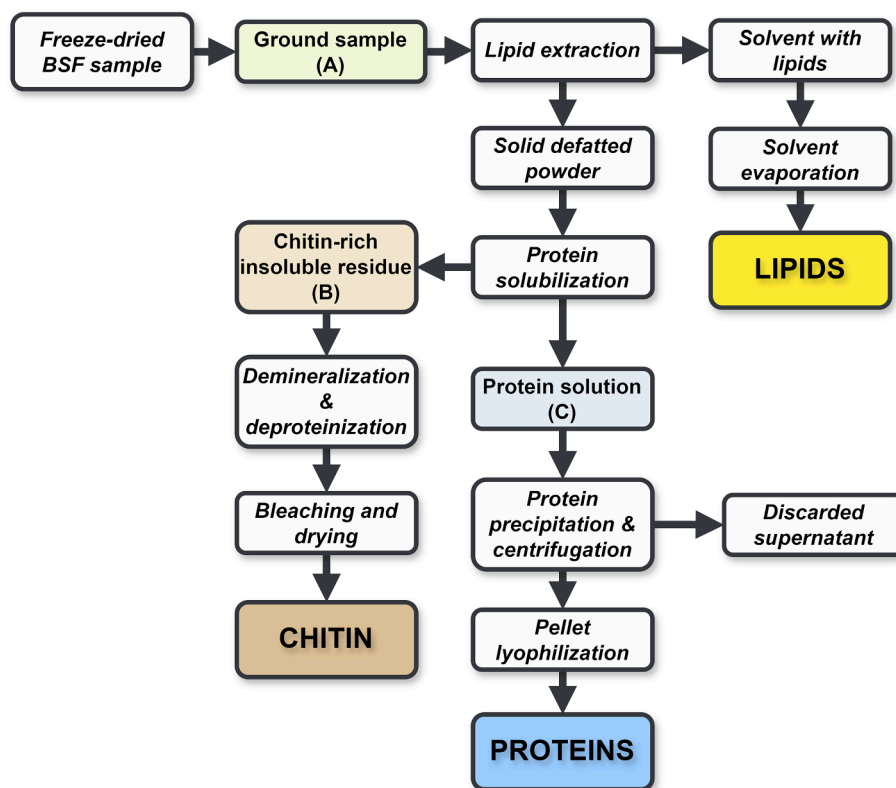 Freeze-dried
BSF sample
Ground sample
(A)
Lipid extraction
Solvent with
lipids
Solid defatted
powder
Solvent
evaporation
Chitin-rich
insoluble residue
(B)
Protein
solubilization
LIPIDS
Demineralization
&
deproteinization
Protein solution
(C)
Bleaching and
drying
Protein
precipitation &
centrifugation
Discarded
supernatant
CHITIN
Pellet
lyophilization
PROTEINS